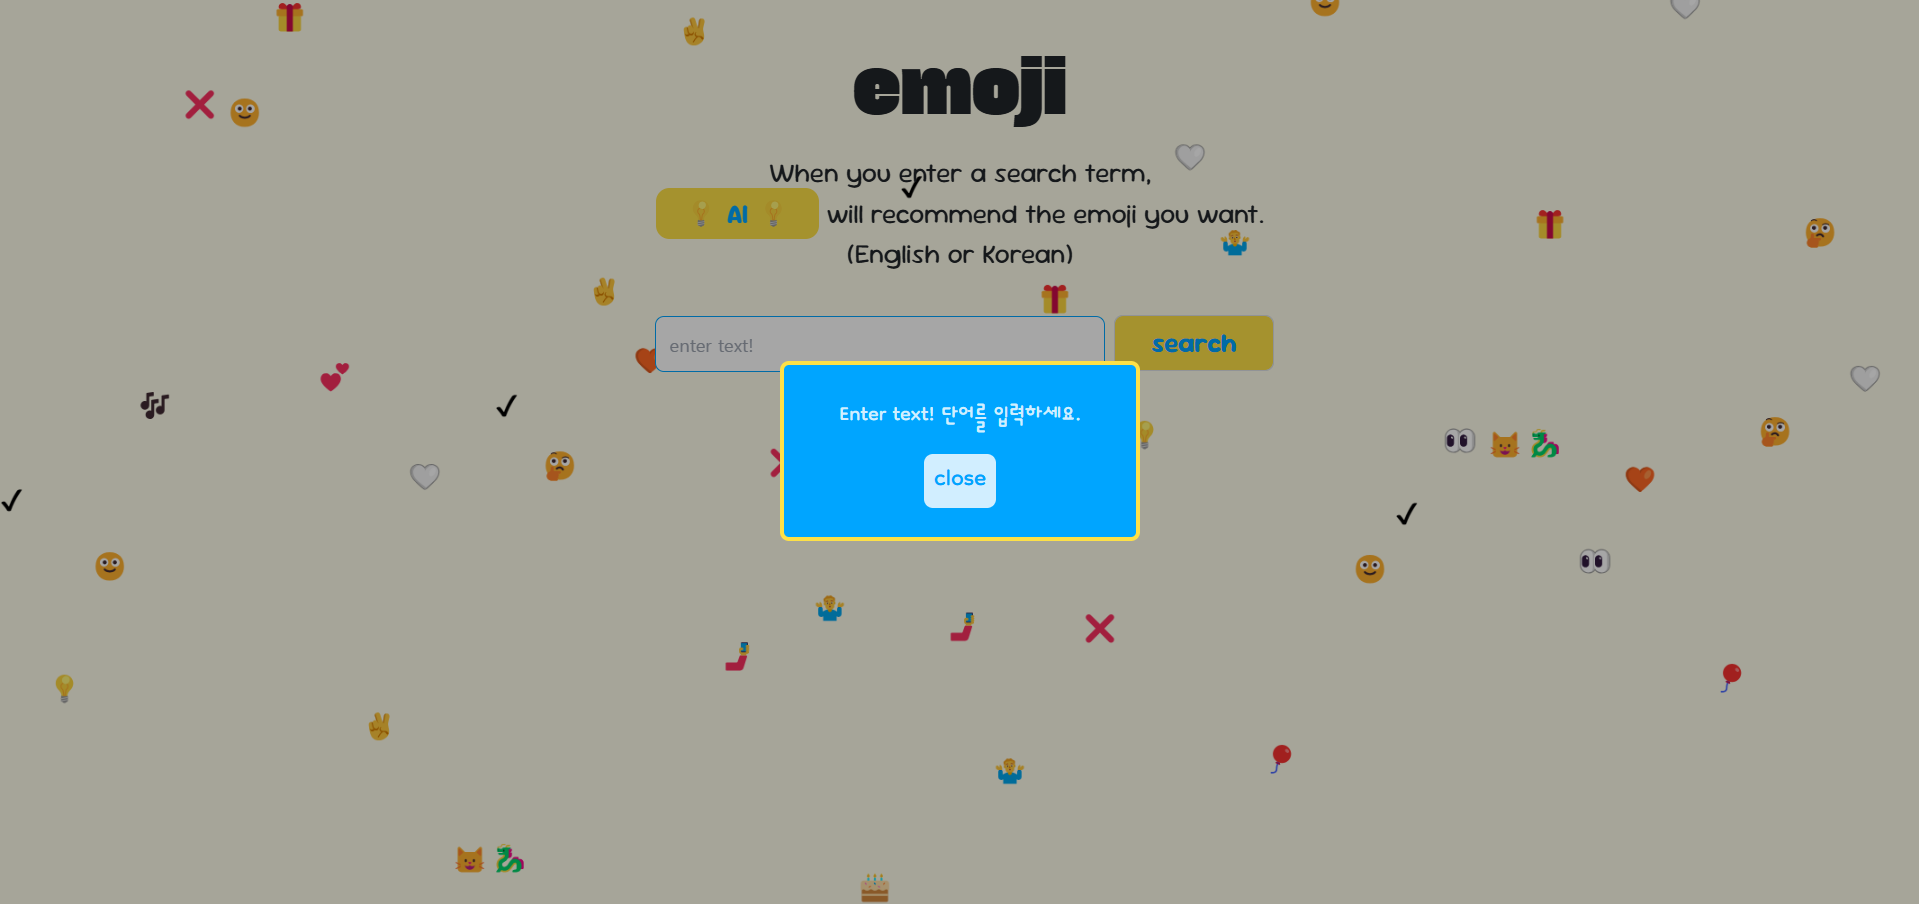 emoji
When you enter a search term,
AI will recommend the emoji you want.
(English or Korean)
enter text!
search
Enter text! 단어를 입력하세요.
close